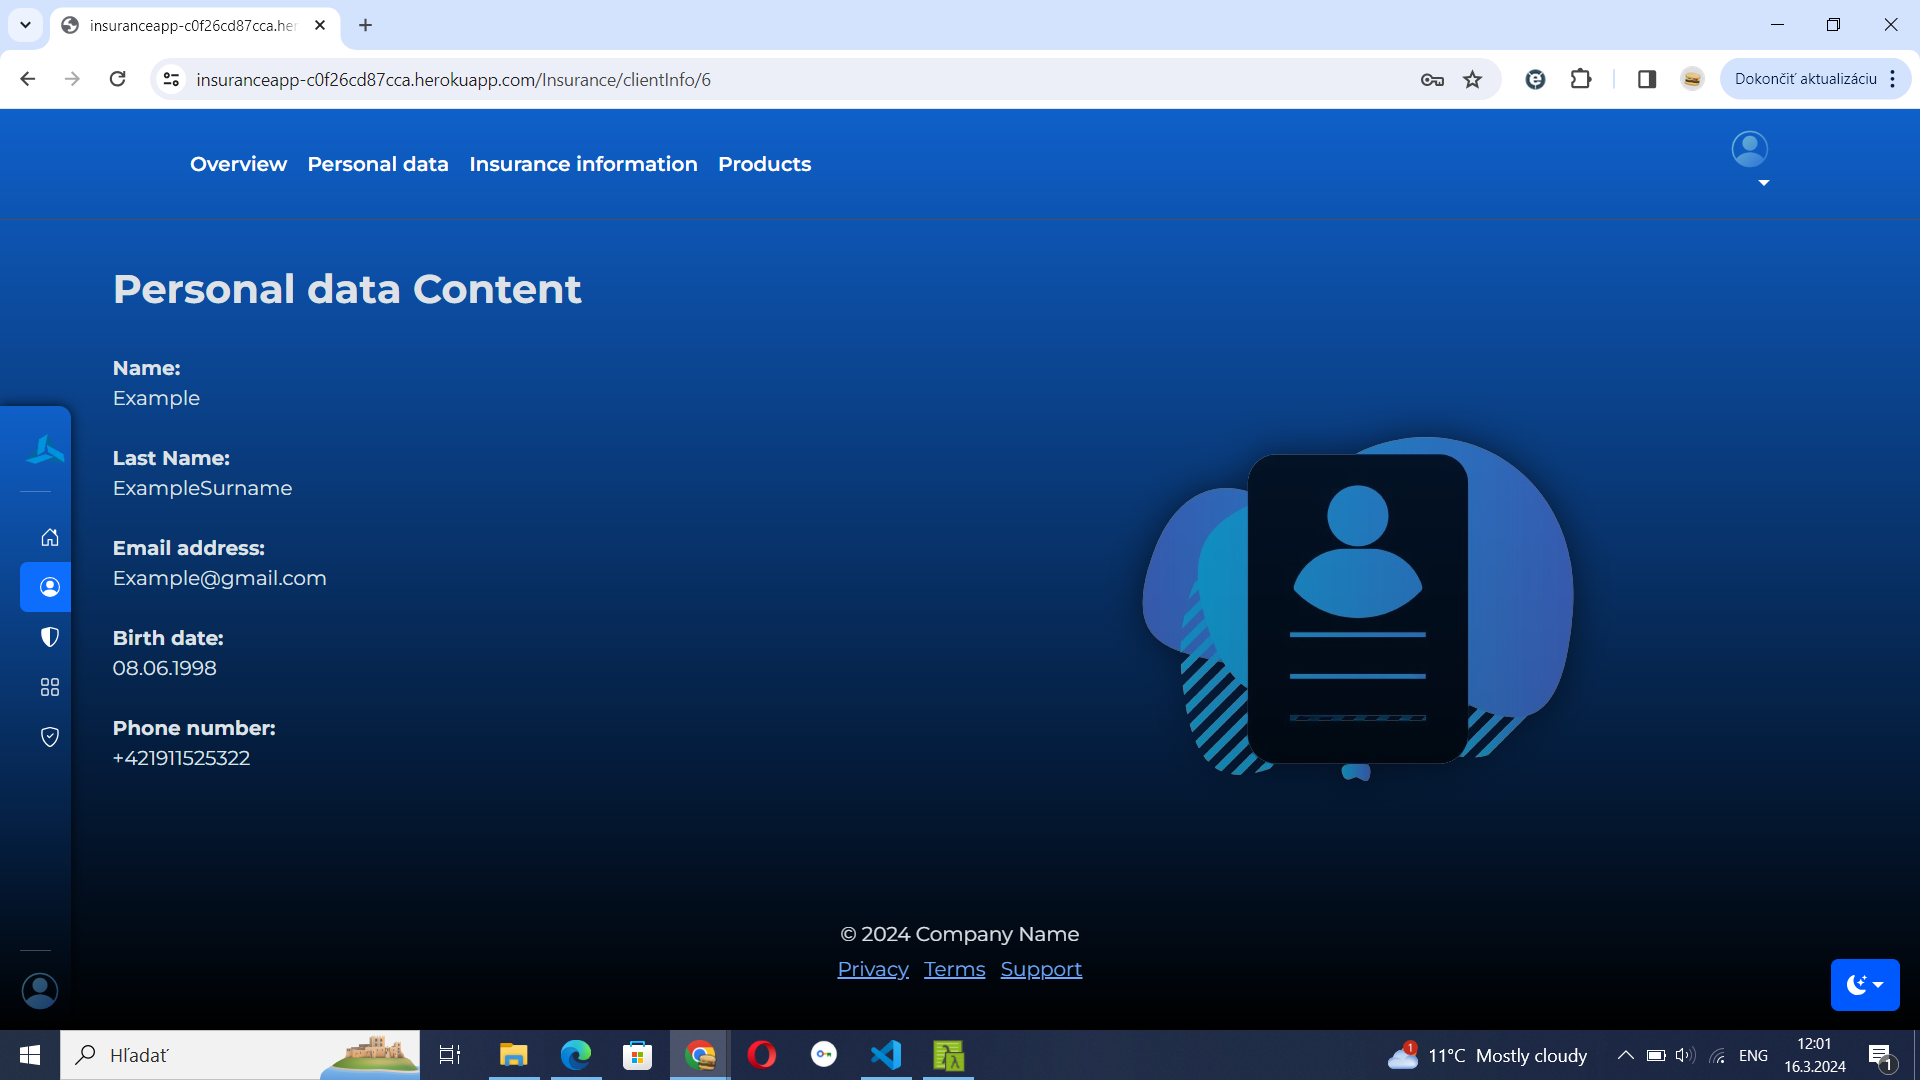 insuranceapp-c0f26cd87cca.her
insuranceapp-c0f26cd87cca.herokuapp.com/Insurance/clientInfo/6
Dokončiť aktualizáciu
Overview Personal data Insurance information Products
Personal data Content
Name:
Example
Last Name:
ExampleSurname
Email address:
Example@gmail.com
Birth date:
08.06.1998
Phone number:
+421911525322
© 2024 Company Name
Privacy Terms Support
Hľadať
1
11°C Mostly cloudy
ENG
12:01
16.3.2024
1